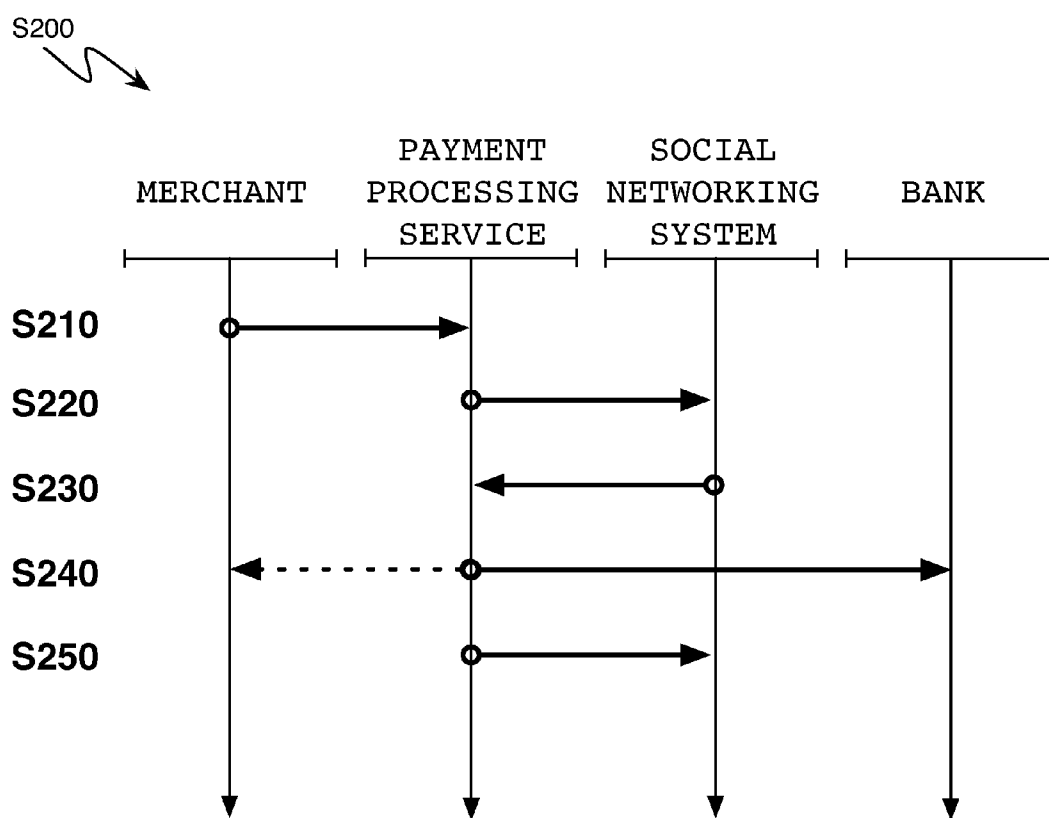 S200
MERCHANT
PAYMENT
PROCESSING
SERVICE
SOCIAL
NETWORKING
SYSTEM
BANK
S210
S220
S230
S240
S250